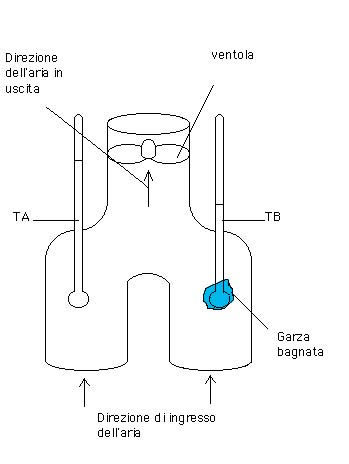 Direzione
dell'aria in
uscita
ventola
TA
TB
Garza
bagnata
Direzione di ingresso
dell'aria